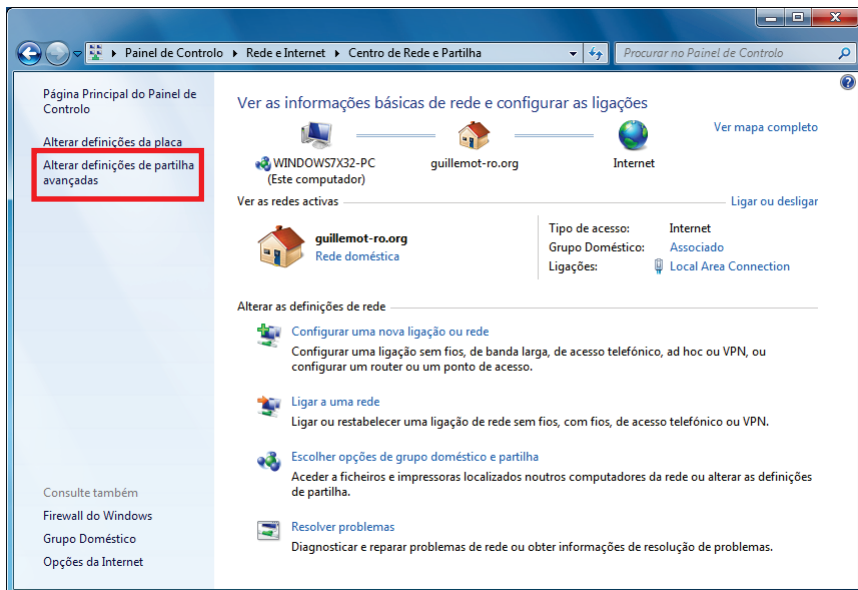 Painel de Controlo Rede e Internet Centro de Rede e Partilha
Procurar no Painel de Controlo
Página Principal do Painel de
Controlo
Alterar definições da placa
Alterar definições de partilha
avançadas
Ver as informações básicas de rede e configurar as ligações
Ver mapa completo
WINDOWS7X32-PC
(Este computador)
guillemot-ro.org
Internet
Ver as redes activas
Ligar ou desligar
guillemot-ro.org
Rede doméstica
Tipo de acesso: Internet
Grupo Doméstico: Associado
Ligações: Local Area Connection
Alterar as definições de rede
Configurar uma nova ligação ou rede
Configurar uma ligação sem fios, de banda larga, de acesso telefónico, ad hoc ou VPN, ou
configurar um router ou um ponto de acesso.
Ligar a uma rede
Ligar ou restabelecer uma ligação de rede sem fios, com fios, de acesso telefónico ou VPN.
Escolher opções de grupo doméstico e partilha
Aceder a ficheiros e impressoras localizados noutros computadores da rede ou alterar as definições
de partilha.
Resolver problemas
Diagnosticar e reparar problemas de rede ou obter informações de resolução de problemas.
Consulte também
Firewall do Windows
Grupo Doméstico
Opções da Internet